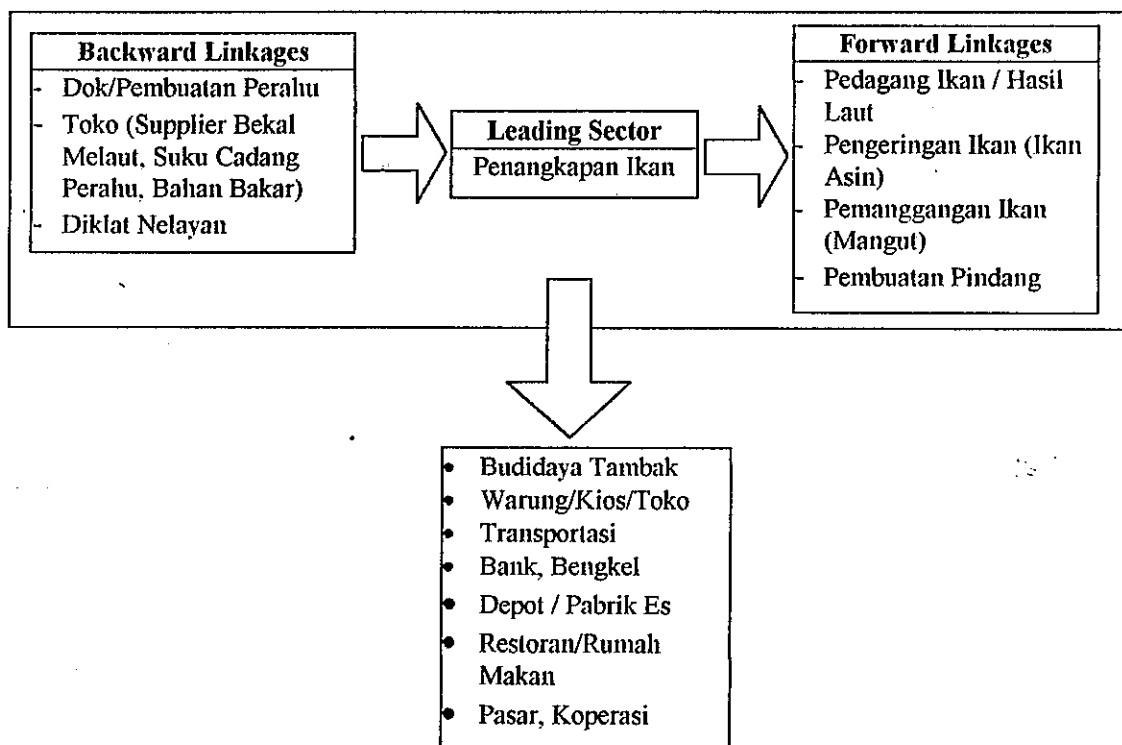 Backward Linkages
- Dok/Pembuatan Perahu
- Toko (Supplier Bekal
Melaut, Suku Cadang
Perahu, Bahan Bakar)
- Diklat Nelayan
Leading Sector
Penangkapan Ikan
Forward Linkages
- Pedagang Ikan / Hasil
Laut
- Pengeringan Ikan (Ikan
Asin)
- Pemanggangan Ikan
(Mangut)
- Pembuatan Pindang
• Budidaya Tambak
• Warung/Kios/Toko
• Transportasi
• Bank, Bengkel
• Depot / Pabrik Es
• Restoran/Rumah
Makan
• Pasar, Koperasi